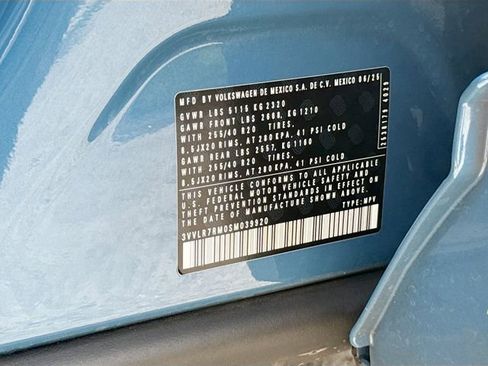 MFD BY VOLKSWAGEN DE MEXICO S.A. DE C.V. MEXICO 06/25
GVWR LBS 5115 KG 2320
GAWR FRONT LBS 2668, KG 1210
WITH 255/40 R20 TIRES.
8.5JX20 RIMS, AT 280 KPA, 41 PSI COLD
GAWR REAR LBS 2557, KG 1160
WITH 255/40 R20 TIRES.
8.5JX20 RIMS, AT 280 KPA, 41 PSI COLD
THIS VEHICLE CONFORMS TO ALL APPLICABLE
U.S. FEDERAL MOTOR VEHICLE SAFETY AND
THEFT PREVENTION STANDARDS IN EFFECT ON
THE DATE OF MANUFACTURE SHOWN ABOVE.
3VVLR7RM0SM039920 TYPE: MPV